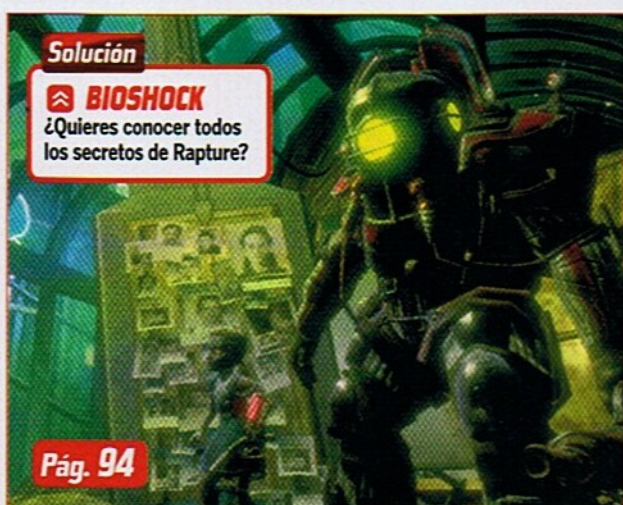 Solución
BIOSHOCK
¿Quieres conocer todos
los secretos de Rapture?
Pág. 94